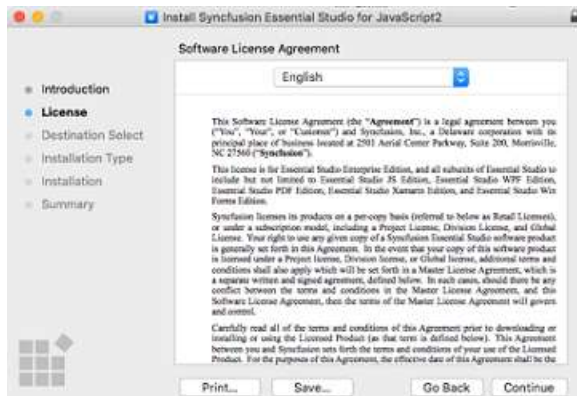 Install Syncfusion Essential Studio for JavaScript2
Software License Agreement
English
Introduction
License
Destination Select
Installation Type
Installation
Summary
This Software License Agreement (the "Agreement") is a legal agreement between you
("You", "Your", or "Customer") and Syncfusion, Inc., a Delaware corporation with its
principal place of business located at 2501 Aerial Center Parkway, Suite 200, Morrisville,
NC 27560 ("Syncfusion").
This license is for Essential Studio Enterprise Edition, and all subunits of Essential Studio to
include but not limited to Essential Studio JS Edition, Essential Studio WPF Edition,
Essential Studio PDF Edition, Essential Studio Xamarin Edition, and Essential Studio Win
Forms Edition.
Syncfusion licenses its products on a per-copy basis (referred to below as Retail Licenses),
or under a subscription model, including a Project License, Division License, and Global
License. Your right to use any given copy of a Syncfusion Essential Studio software product
is generally set forth in this Agreement. In the event that your copy of this software product
is licensed under a Project license, Division license, or Global license, additional terms and
conditions shall also apply which will be set forth in a Master License Agreement, which is
a separate written and signed agreement, defined below. In such cases, should there be any
conflict between the terms and conditions in the Master License Agreement, and this
Software License Agreement, then the terms of the Master License Agreement will govern
and control.
Carefully read all of the terms and conditions of this Agreement prior to downloading or
installing or using the Licensed Product (as that term is defined below). This Agreement
between you and Syncfusion sets forth the terms and conditions of your use of the Licensed
Product. For the purposes of this Agreement, the effective date of this Agreement shall be the
Print...
Save...
Go Back
Continue